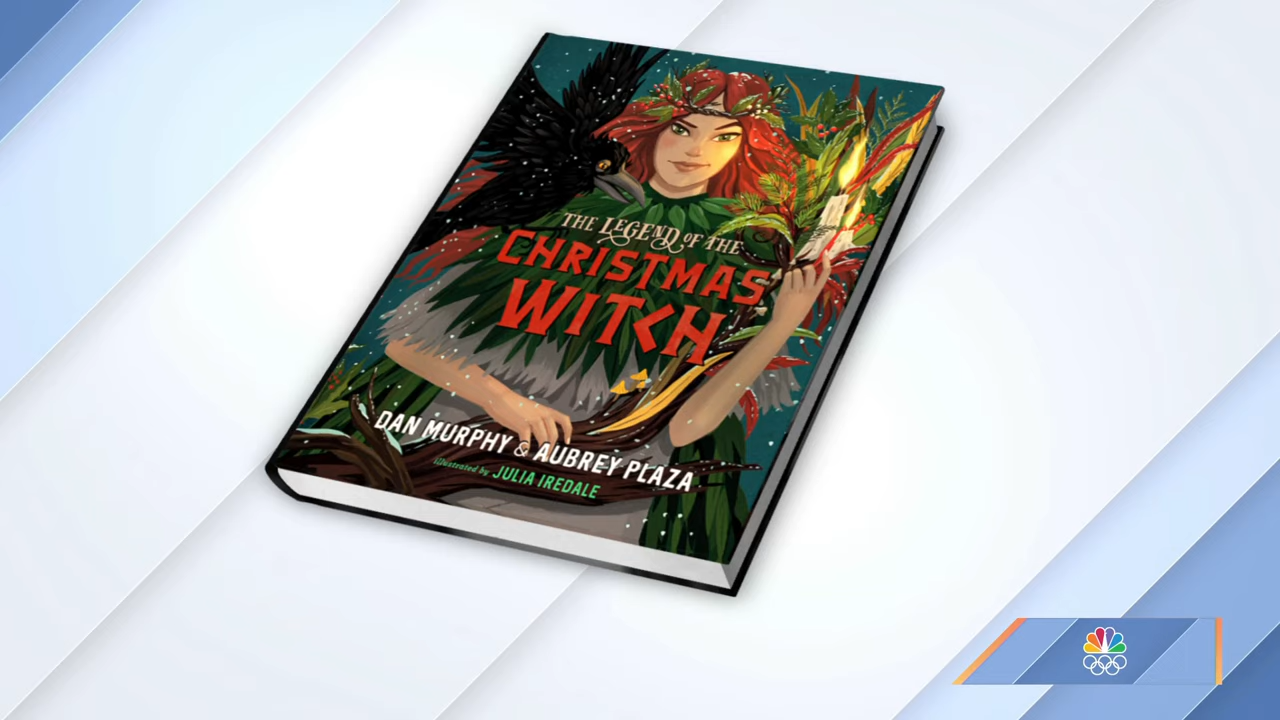 THE LEGEND OF THE
CHRISTMAS
WITCH
DAN MURPHY & AUBREY PLAZA
illustrated by JULIA IREDALE